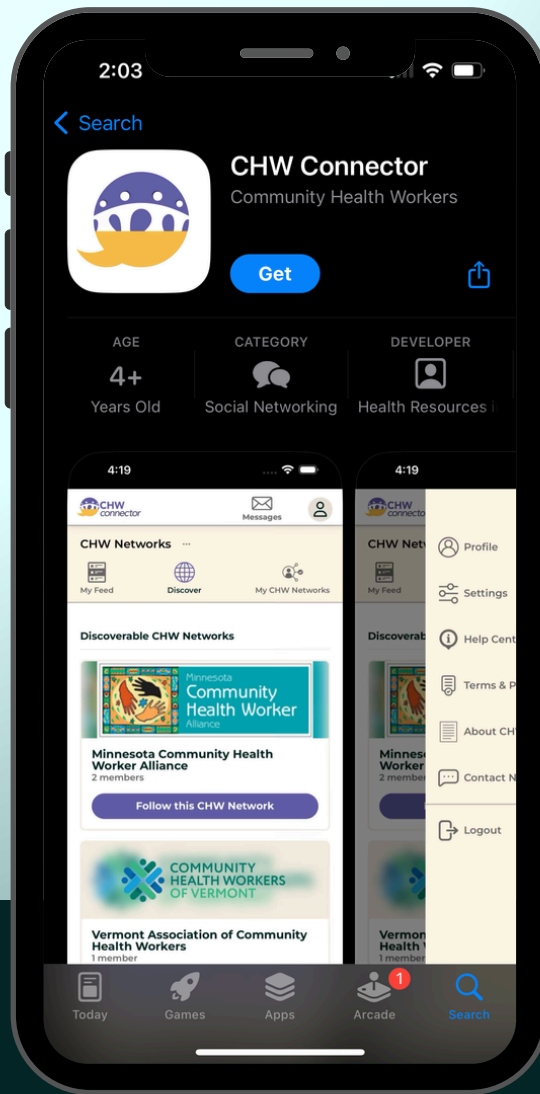 2:03
Search
CHW Connector
Community Health Workers
Get
AGE
CATEGORY
DEVELOPER
4+
Years Old
Social Networking
Health Resources
4:19
CHW
connector
Messages
CHW Networks ...
My Feed
Discover
My CHW Networks
Discoverable CHW Networks
Minnesota
Community
Health Worker
Alliance
Minnesota Community Health
Worker Alliance
2 members
Follow this CHW Network
COMMUNITY
HEALTH WORKERS
OF VERMONT
Vermont Association of Community
Health Workers
1 member
4:19
CHW
CHW Net
My Feed
Discoverab
Minnes
Worker
2 membe
Vermon
Health
1 member
Profile
Settings
Help Cent
Terms & P
About CH
Contact N
Logout
Today
Games
Apps
Arcade
1
Search